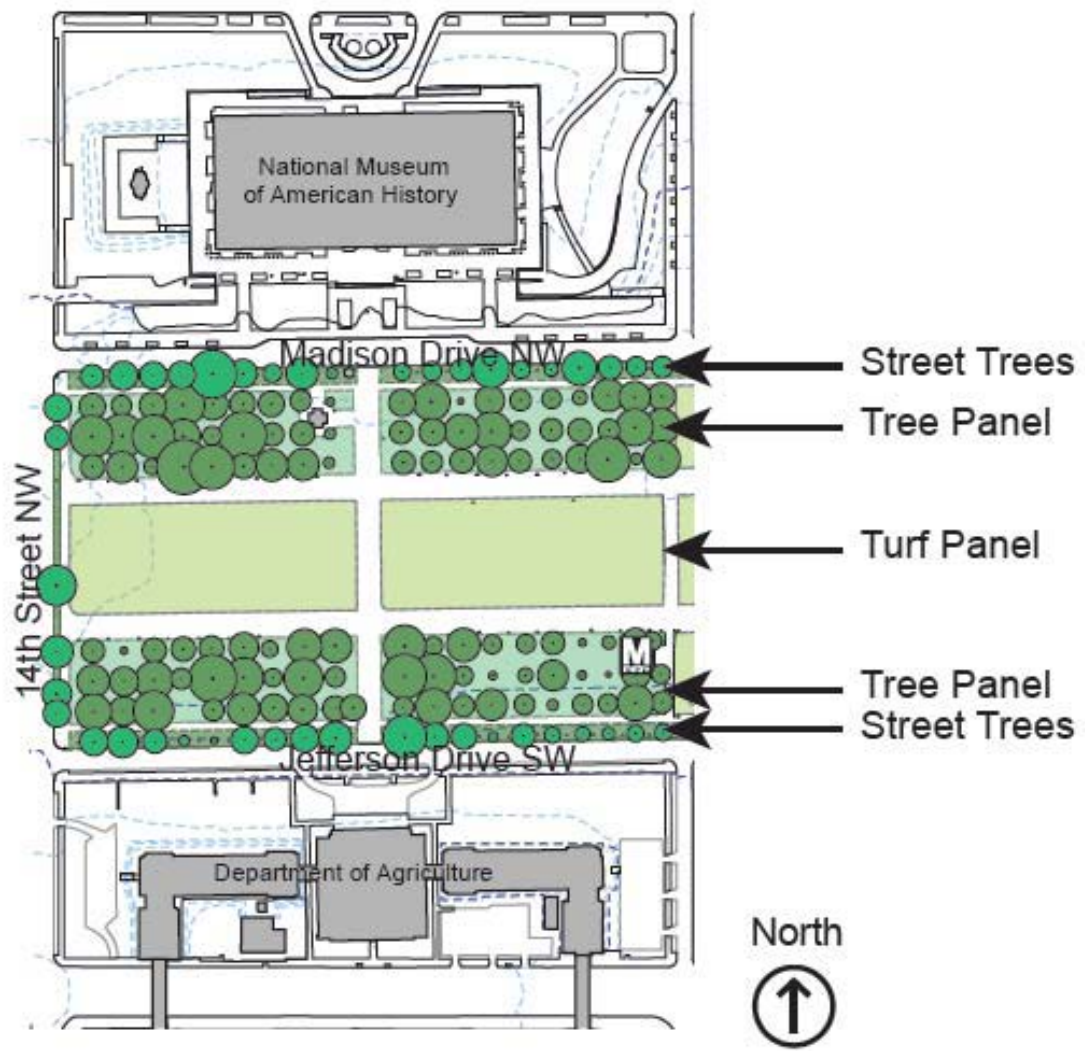 National Museum
of American History
Madison Drive NW
Street Trees
Tree Panel
14th Street NW
Turf Panel
M
Tree Panel
Street Trees
Jefferson Drive SW
Department of Agriculture
North